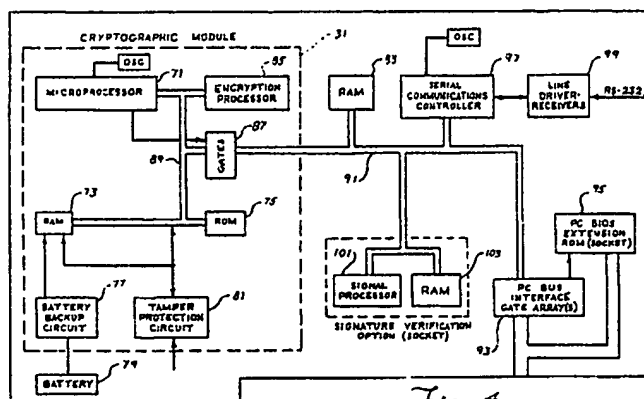 CRYPTOGRAPHIC MODULE
31
OSC
71
MICROPROCESSOR
85
ENCRYPTION
PROCESSOR
87
GATES
89
73
RAM
75
ROM
77
BATTERY
BACKUP
CIRCUIT
81
TAMPER
PROTECTION
CIRCUIT
BATTERY
79
83
RAM
OSC
97
SERIAL
COMMUNICATIONS
CONTROLLER
99
LINE
DRIVER-
RECEIVERS
RS-232
91
101
SIGNAL
PROCESSOR
RAM
103
SIGNATURE VERIFICATION
OPTION (SOCKET)
95
PC BIOS
EXTENSION
ROM (SOCKET)
PC BUS
INTERFACE
GATE ARRAY(S)
93